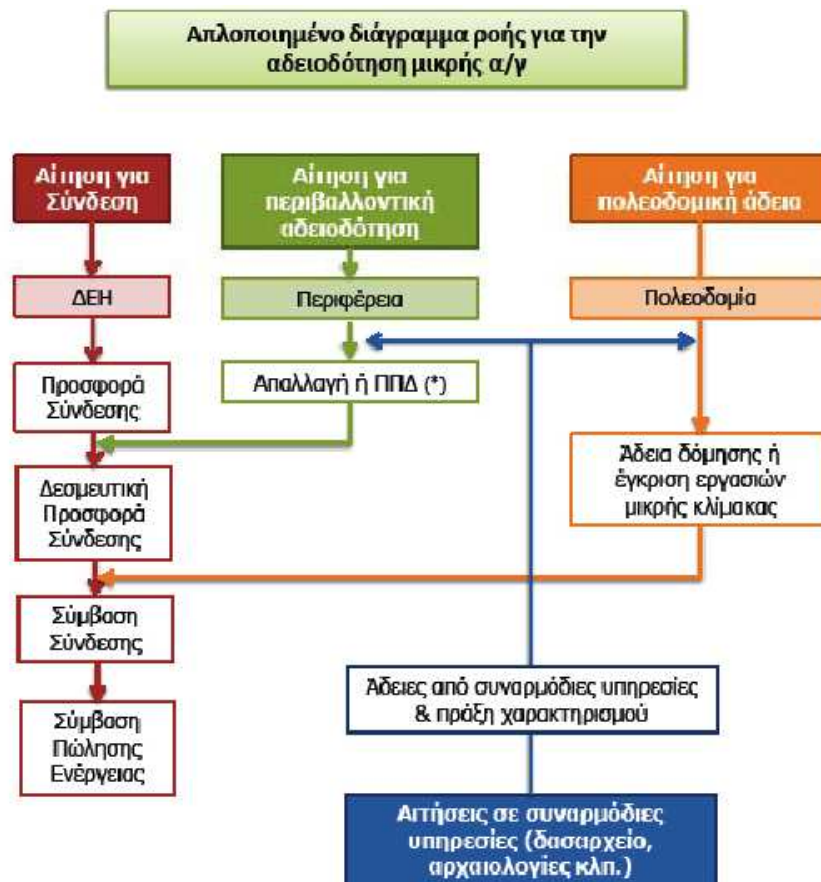 Απλοποιημένο διάγραμμα ροής για την
αδειοδότηση μικρής α/γ
Αίτηση για
Σύνδεση
Αίτηση για
περιβαλλοντική
αδειοδότηση
Αίτηση για
πολεοδομική άδεια
ΔΕΗ
Περιφέρεια
Πολεοδομία
Προσφορά
Σύνδεσης
Απαλλαγή ή ΠΠΔ (*)
Δεσμευτική
Προσφορά
Σύνδεσης
Άδεια δόμησης ή
έγκριση εργασιών
μικρής κλίμακας
Σύμβαση
Σύνδεσης
Άδειες από συναρμόδιες υπηρεσίες
& πράξη χαρακτηρισμού
Σύμβαση
Πώλησης
Ενέργειας
Αιτήσεις σε συναρμόδιες
υπηρεσίες (δασαρχείο,
αρχαιολογίες κλπ.)